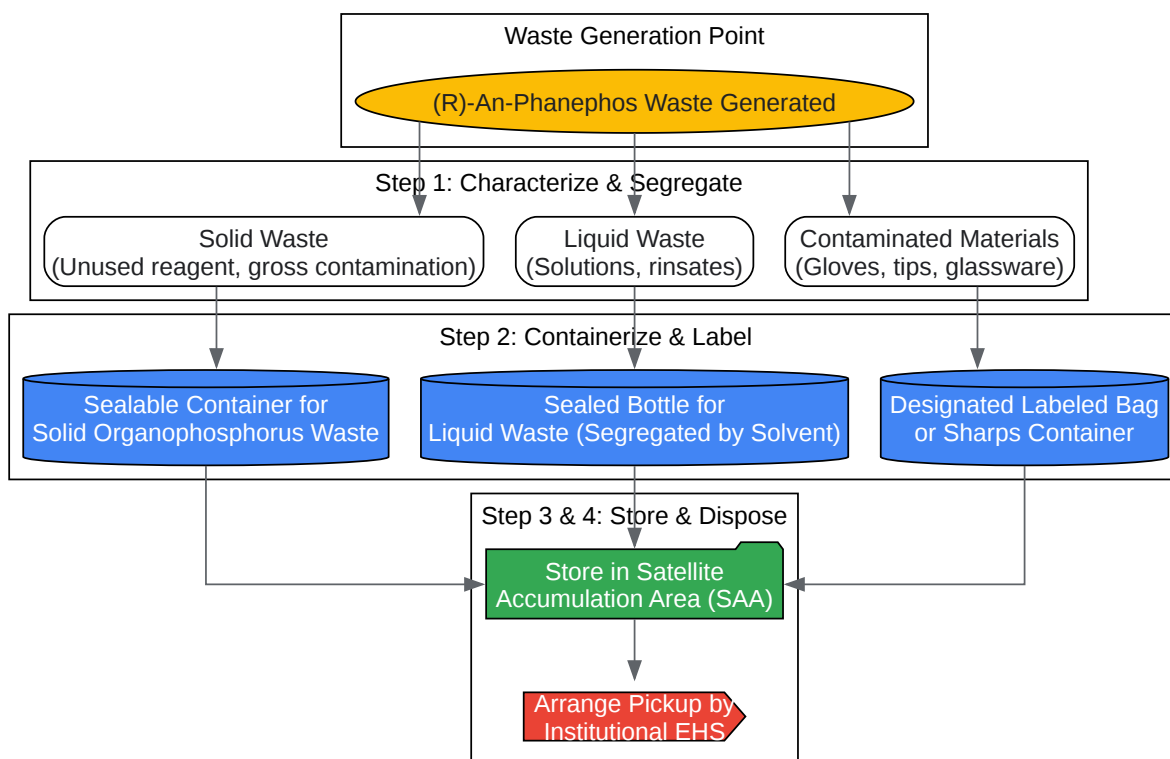 Waste Generation Point
(R)-An-Phanephos Waste Generated
Step 1: Characterize & Segregate
Solid Waste
(Unused reagent, gross contamination)
Liquid Waste
(Solutions, rinsates)
Contaminated Materials
(Gloves, tips, glassware)
Step 2: Containerize & Label
Sealable Container for
Solid Organophosphorus Waste
Sealed Bottle for
Liquid Waste (Segregated by Solvent)
Designated Labeled Bag
or Sharps Container
Step 3 & 4: Store & Dispose
Store in Satellite
Accumulation Area (SAA)
Arrange Pickup by
Institutional EHS